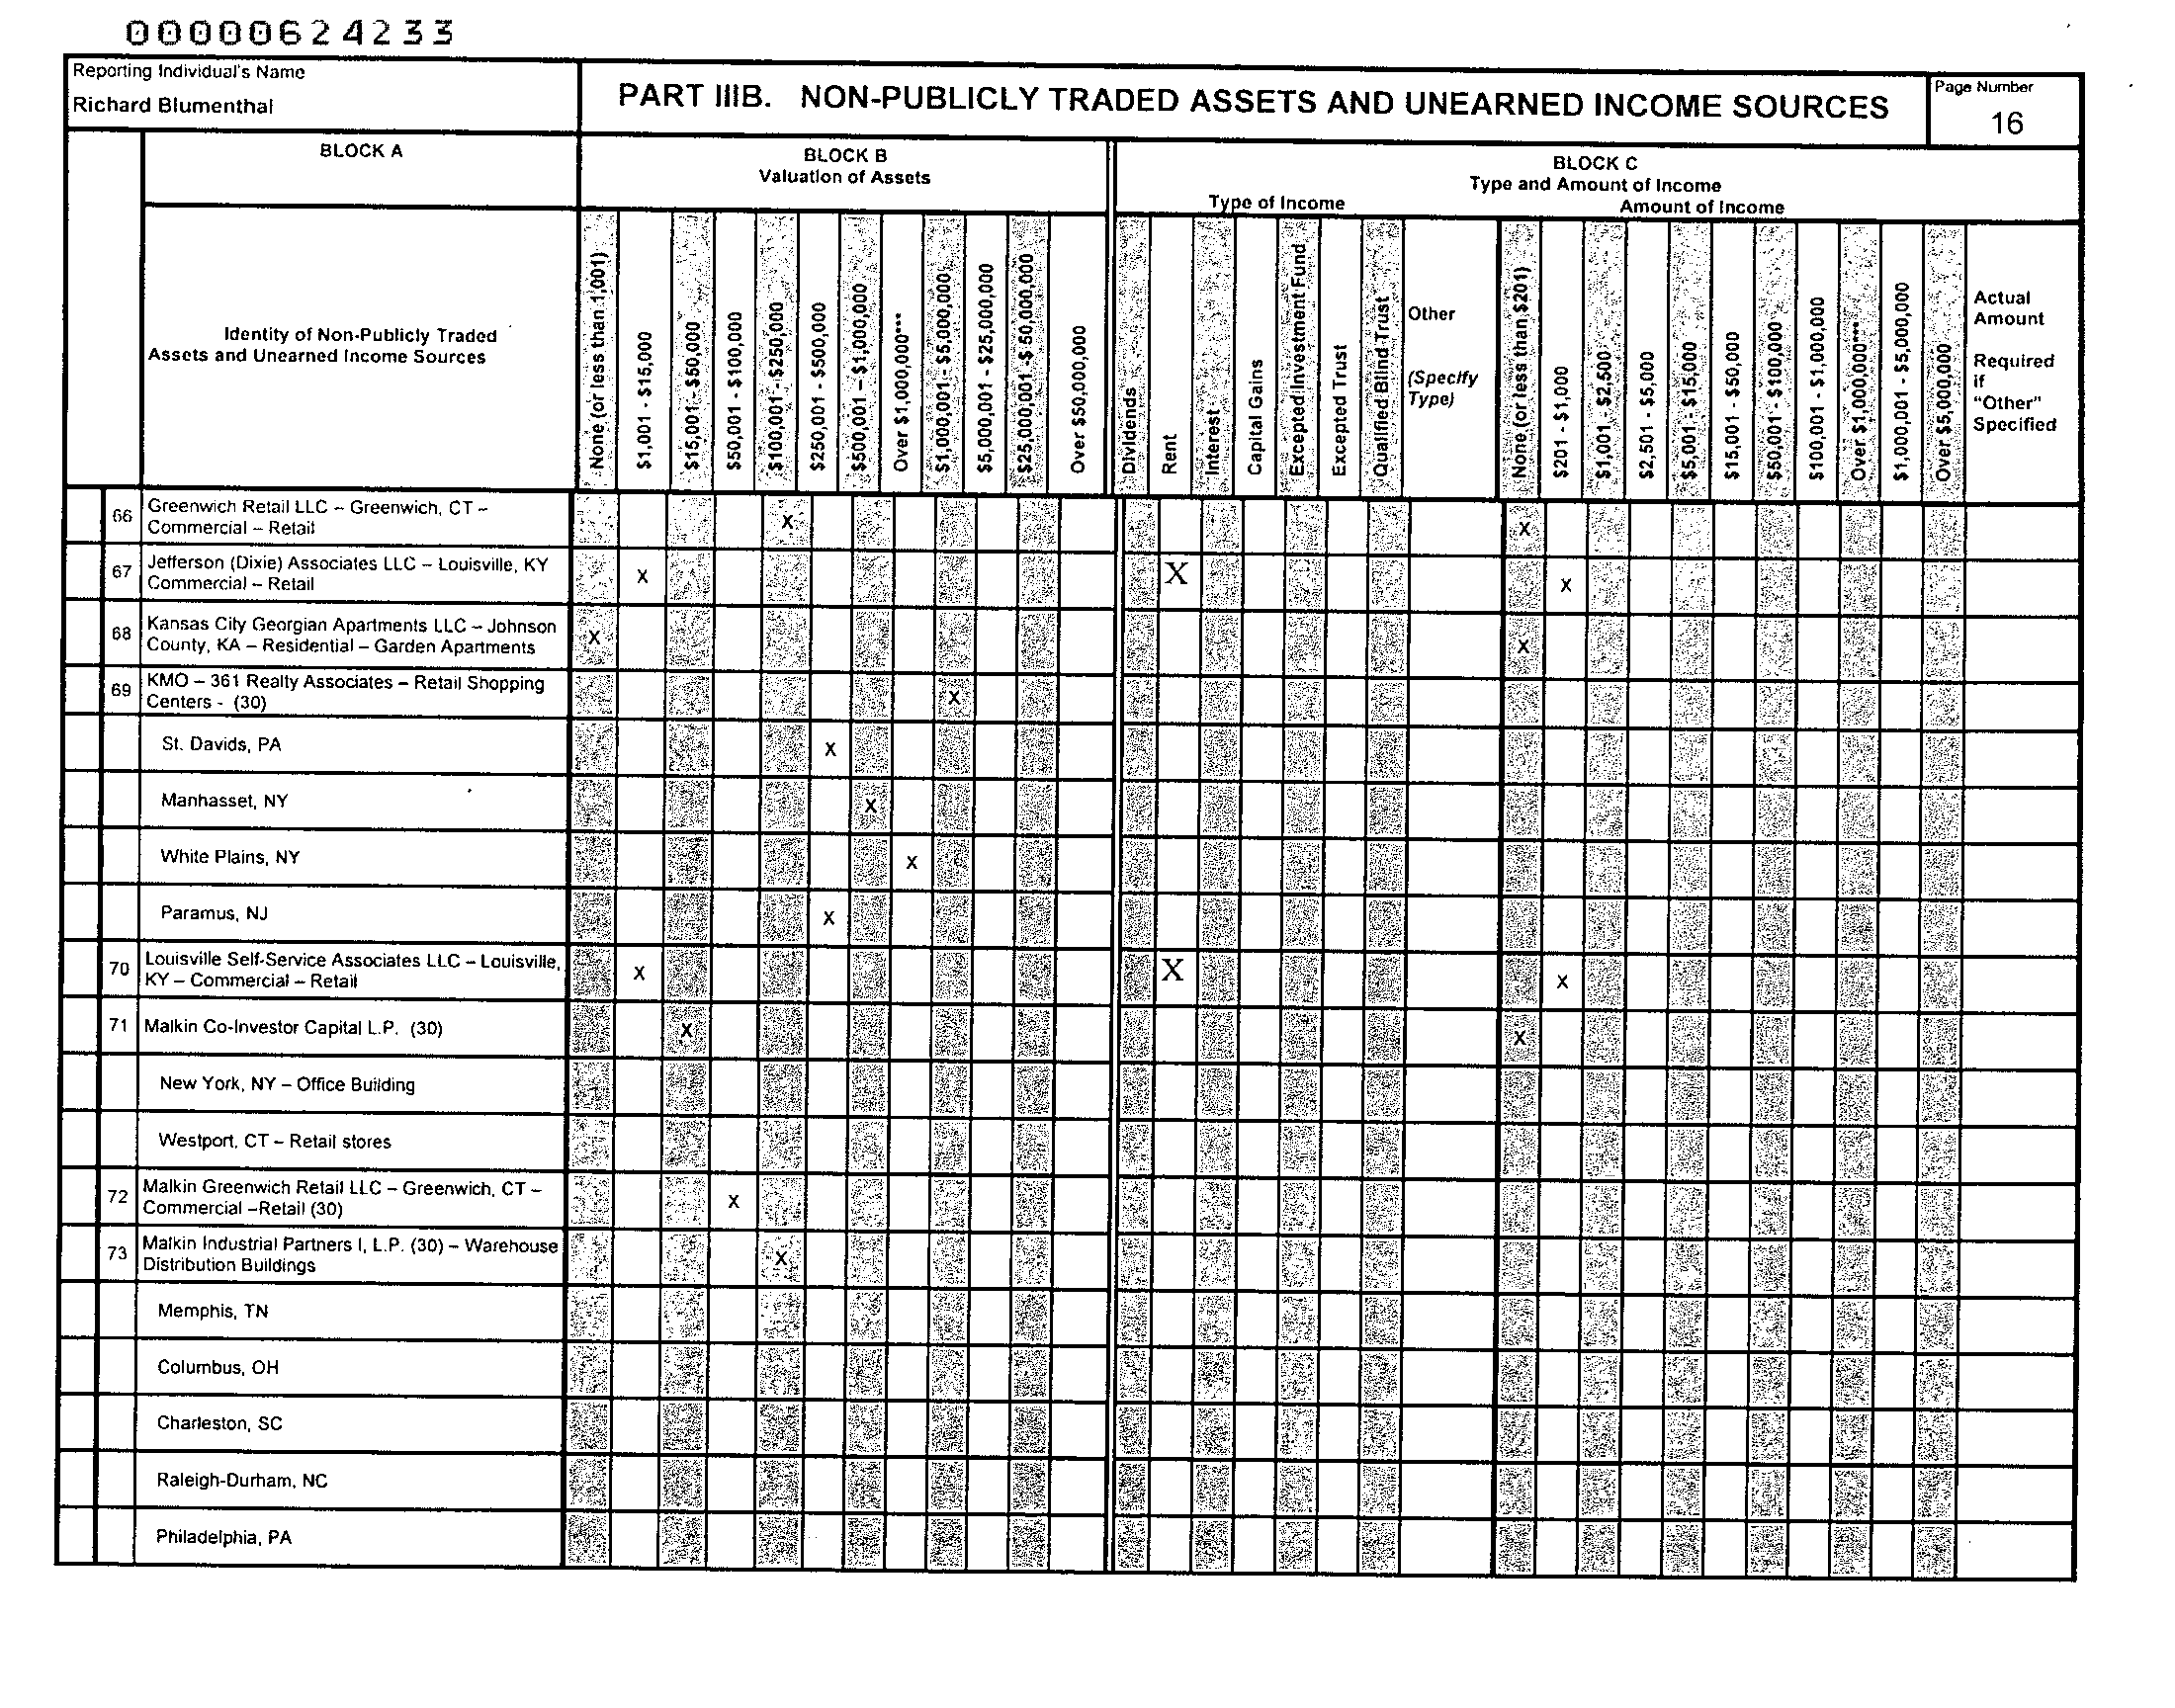 00000624233
Reporting Individual's Name
Richard Blumenthal
PART IIIB. NON-PUBLICLY TRADED ASSETS AND UNEARNED INCOME SOURCES
Page Number
16
BLOCK A
BLOCK B
Valuation of Assets
BLOCK C
Type and Amount of Income
Type of Income
Amount of Income
Identity of Non-Publicly Traded
Assets and Unearned Income Sources
None (or less than 1,001)
$1,001 - $15,000
$15,001 - $50,000
$50,001 - $100,000
$100,001 - $250,000
$250,001 - $500,000
$500,001 – $1,000,000
Over $1,000,000***
$1,000,001 - $5,000,000
$5,000,001 - $25,000,000
$25,000,001 -$ 50,000,000
Over $50,000,000
Dividends
Rent
Interest
Capital Gains
Excepted Investment Fund
Excepted Trust
Qualified Blind Trust
Other
(Specify
Type)
None (or less than $201)
$201 - $1,000
$1,001 - $2,500
$2,501 - $5,000
$5,001 - $15,000
$15,001 - $50,000
$50,001 - $100,000
$100,001 - $1,000,000
Over $1,000,000***
$1,000,001 - $5,000,000
Over $5,000,000
Actual
Amount
Required
if
"Other"
Specified
66 Greenwich Retail LLC – Greenwich, CT –
Commercial – Retail X X
67 Jefferson (Dixie) Associates LLC – Louisville, KY
Commercial – Retail X X X
68 Kansas City Georgian Apartments LLC – Johnson
County, KA – Residential – Garden Apartments X X
69 KMO – 361 Realty Associates – Retail Shopping
Centers - (30) X
St. Davids, PA X
Manhasset, NY X
White Plains, NY X
Paramus, NJ X
70 Louisville Self-Service Associates LLC – Louisville,
KY – Commercial – Retail X X X
71 Malkin Co-Investor Capital L.P. (30) X X
New York, NY – Office Building
Westport, CT – Retail stores
72 Malkin Greenwich Retail LLC – Greenwich, CT –
Commercial –Retail (30) X
73 Malkin Industrial Partners I, L.P. (30) – Warehouse
Distribution Buildings X
Memphis, TN
Columbus, OH
Charleston, SC
Raleigh-Durham, NC
Philadelphia, PA